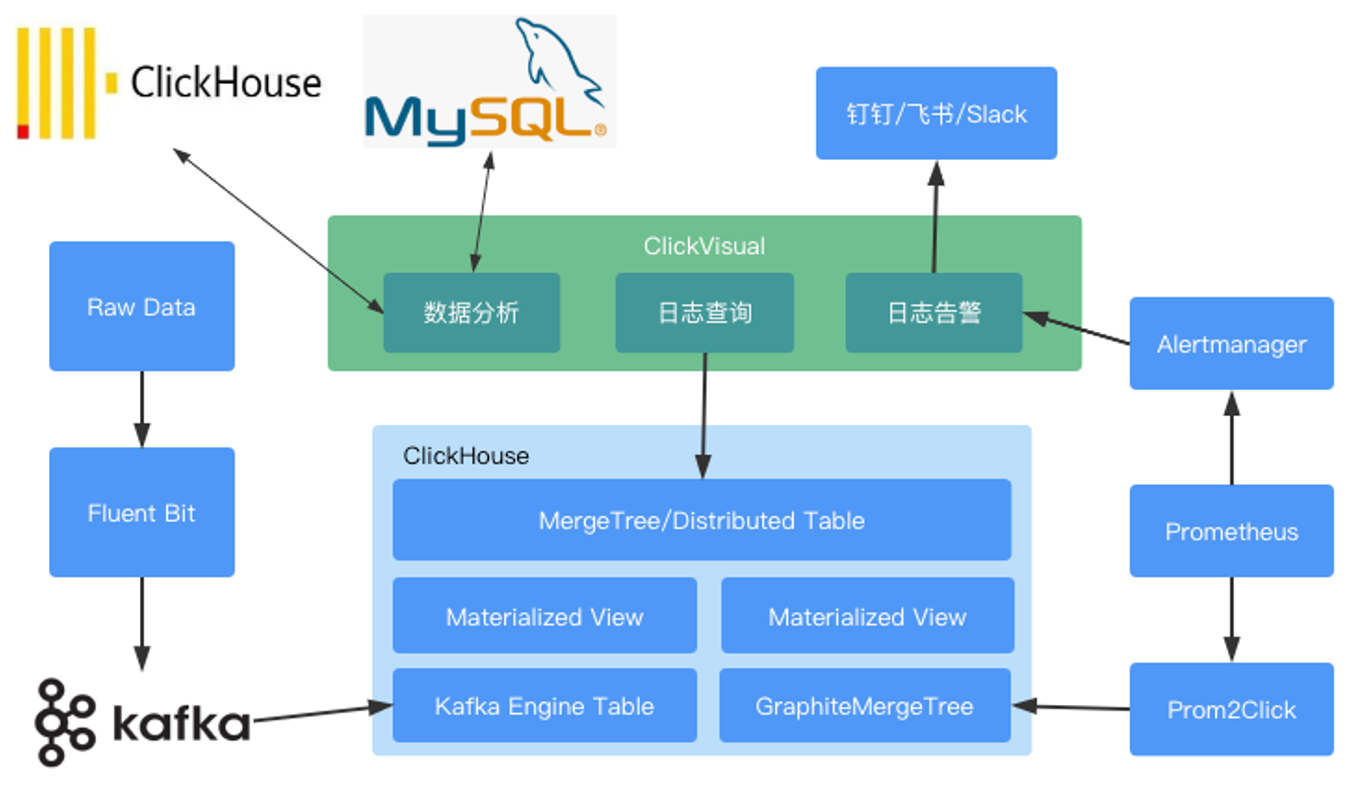 ClickHouse
MySQL®
钉钉/飞书/Slack
ClickVisual
数据分析
日志查询
日志告警
Raw Data
Alertmanager
ClickHouse
Fluent Bit
MergeTree/Distributed Table
Prometheus
Materialized View
Materialized View
kafka
Kafka Engine Table
GraphiteMergeTree
Prom2Click